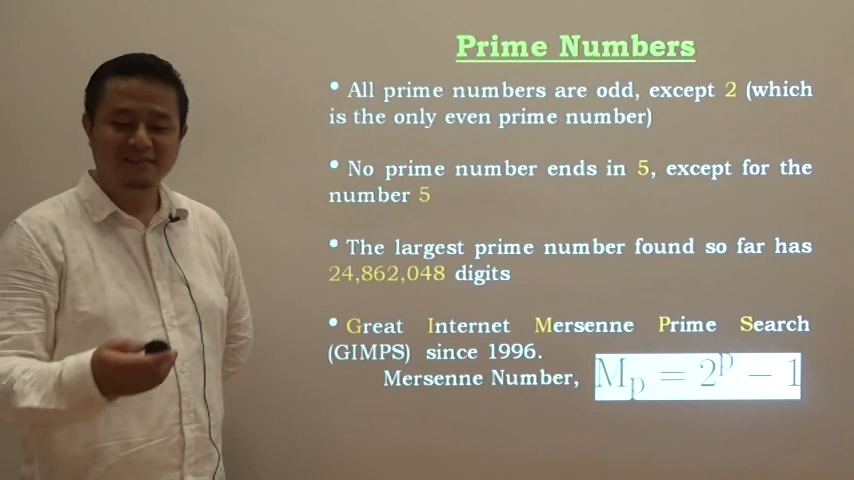 Prime Numbers
• All prime numbers are odd, except 2 (which
is the only even prime number)
• No prime number ends in 5, except for the
number 5
• The largest prime number found so far has
24,862,048 digits
• Great Internet Mersenne Prime Search
(GIMPS) since 1996.
Mersenne Number, Mₚ = 2ᵖ − 1